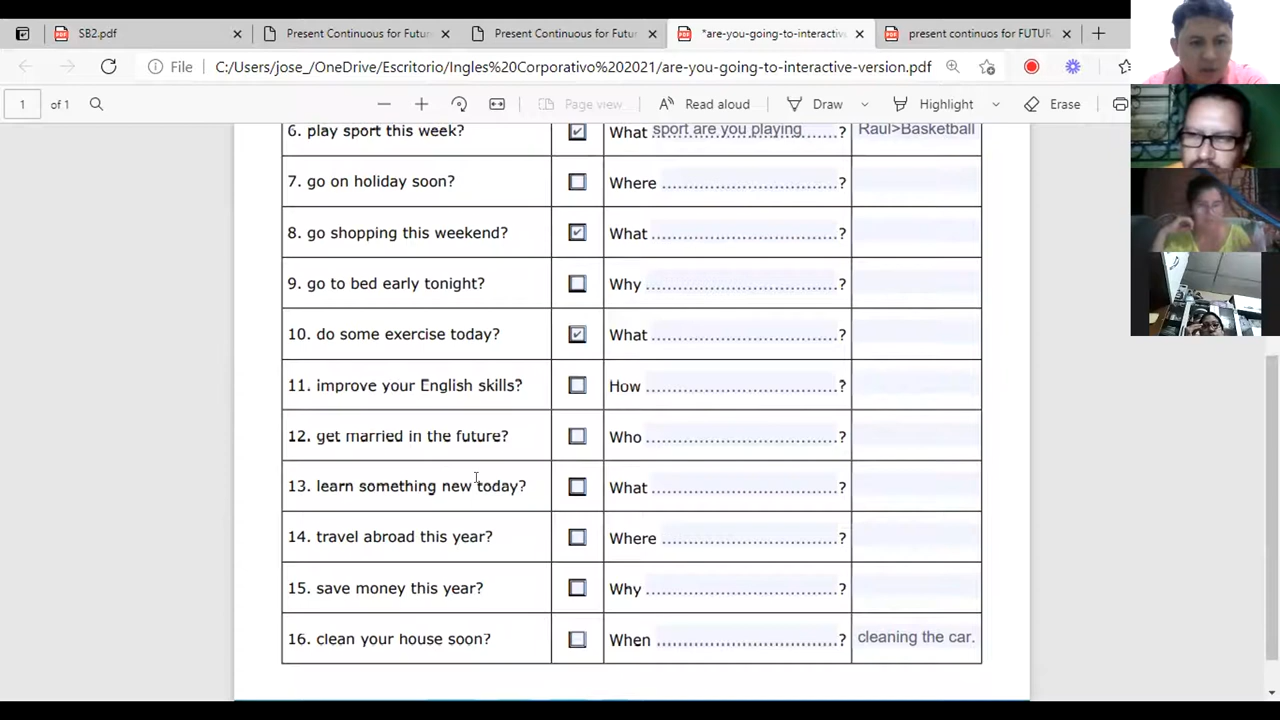 SB2.pdf
Present Continuous for Futur
Present Continuous for Futur
*are-you-going-to-interactive
present continuos for FUTUR
File
C:/Users/jose_/OneDrive/Escritorio/Ingles%20Corporativo%202021/are-you-going-to-interactive-version.pdf
1 of 1
Page view
Read aloud
Draw
Highlight
Erase
6. play sport this week? What sport are you playing ? Raul>Basketball
7. go on holiday soon? Where ....................................?
8. go shopping this weekend? What ....................................?
9. go to bed early tonight? Why ....................................?
10. do some exercise today? What ....................................?
11. improve your English skills? How ....................................?
12. get married in the future? Who ....................................?
13. learn something new today? What ....................................?
14. travel abroad this year? Where ....................................?
15. save money this year? Why ....................................?
16. clean your house soon? When ....................................? cleaning the car.